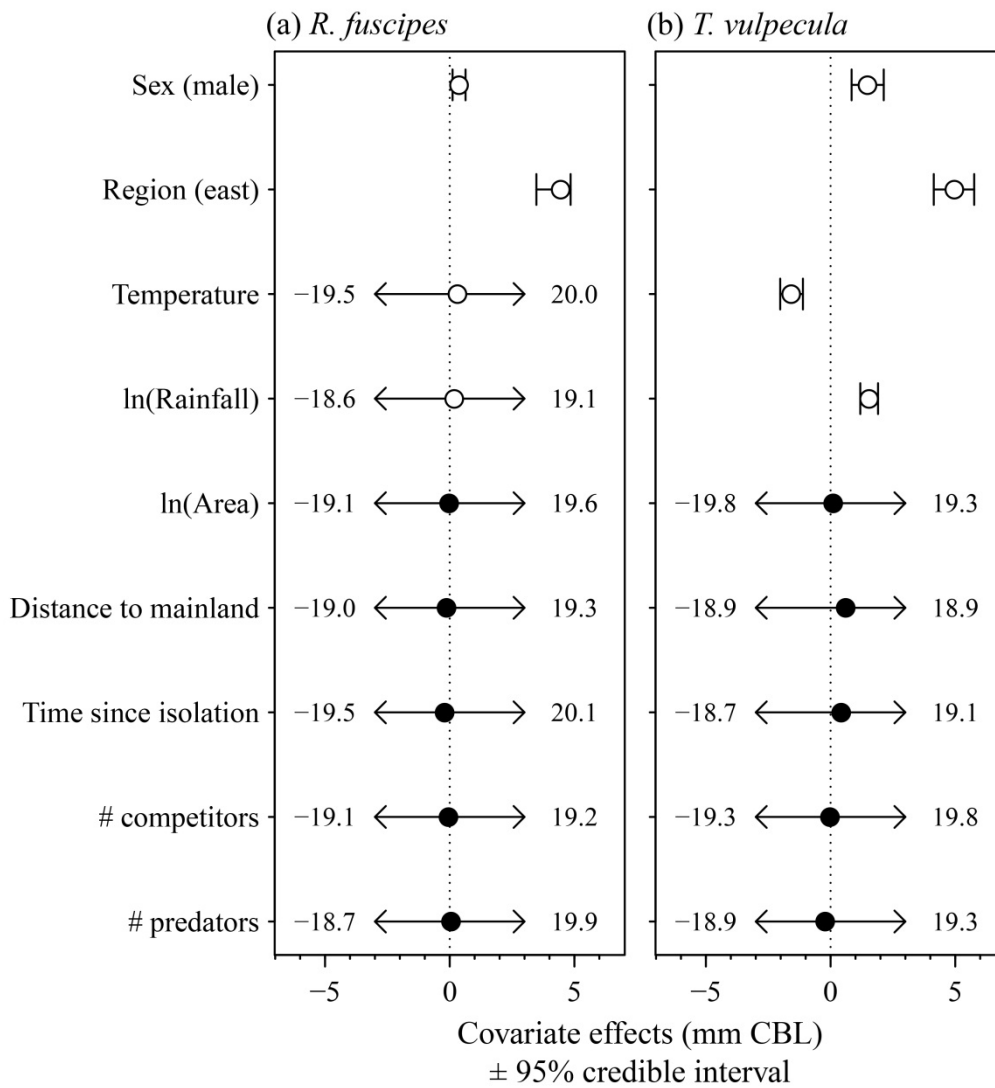 (a) R. fuscipes (b) T. vulpecula
Sex (male)
Region (east)
Temperature −19.5 20.0
ln(Rainfall) −18.6 19.1
ln(Area) −19.1 19.6 −19.8 19.3
Distance to mainland −19.0 19.3 −18.9 18.9
Time since isolation −19.5 20.1 −18.7 19.1
# competitors −19.1 19.2 −19.3 19.8
# predators −18.7 19.9 −18.9 19.3
−5 0 5 −5 0 5
Covariate effects (mm CBL)
± 95% credible interval